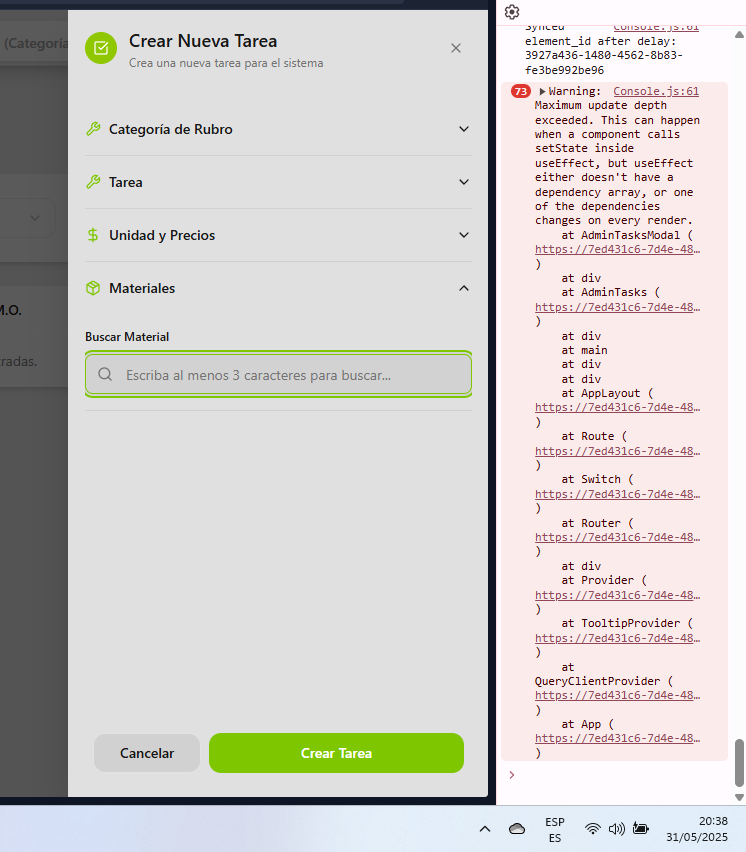 (Categoría
M.O.
radas.
Crear Nueva Tarea
Crea una nueva tarea para el sistema
Categoría de Rubro
Tarea
Unidad y Precios
Materiales
Buscar Material
Escriba al menos 3 caracteres para buscar...
Cancelar
Crear Tarea
Synced Console.js:61
element_id after delay:
3927a436-1480-4562-8b83-
fe3be992be96
73 Warning: Console.js:61
Maximum update depth
exceeded. This can happen
when a component calls
setState inside
useEffect, but useEffect
either doesn't have a
dependency array, or one
of the dependencies
changes on every render.
at AdminTasksModal (
https://7ed431c6-7d4e-48…
)
at div
at AdminTasks (
https://7ed431c6-7d4e-48…
)
at div
at main
at div
at div
at AppLayout (
https://7ed431c6-7d4e-48…
)
at Route (
https://7ed431c6-7d4e-48…
)
at Switch (
https://7ed431c6-7d4e-48…
)
at Router (
https://7ed431c6-7d4e-48…
)
at div
at Provider (
https://7ed431c6-7d4e-48…
)
at TooltipProvider (
https://7ed431c6-7d4e-48…
)
at
QueryClientProvider (
https://7ed431c6-7d4e-48…
)
at App (
https://7ed431c6-7d4e-48…
)
ESP
ES
20:38
31/05/2025